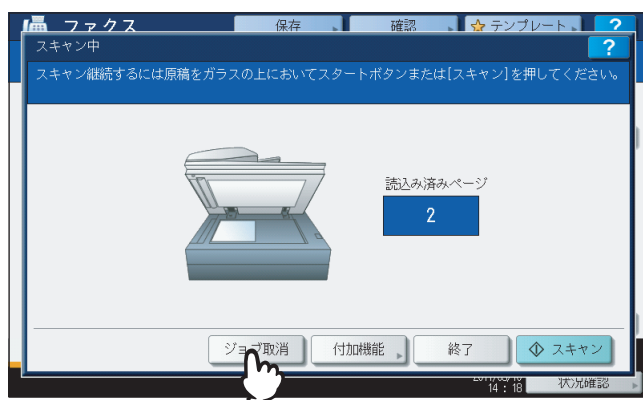 ファクス
保存
確認
テンプレート
?
スキャン中
?
スキャン継続するには原稿をガラスの上においてスタートボタンまたは[スキャン]を押してください。
読込み済みページ
2
ジョブ取消
付加機能
終了
スキャン
14:18
状況確認